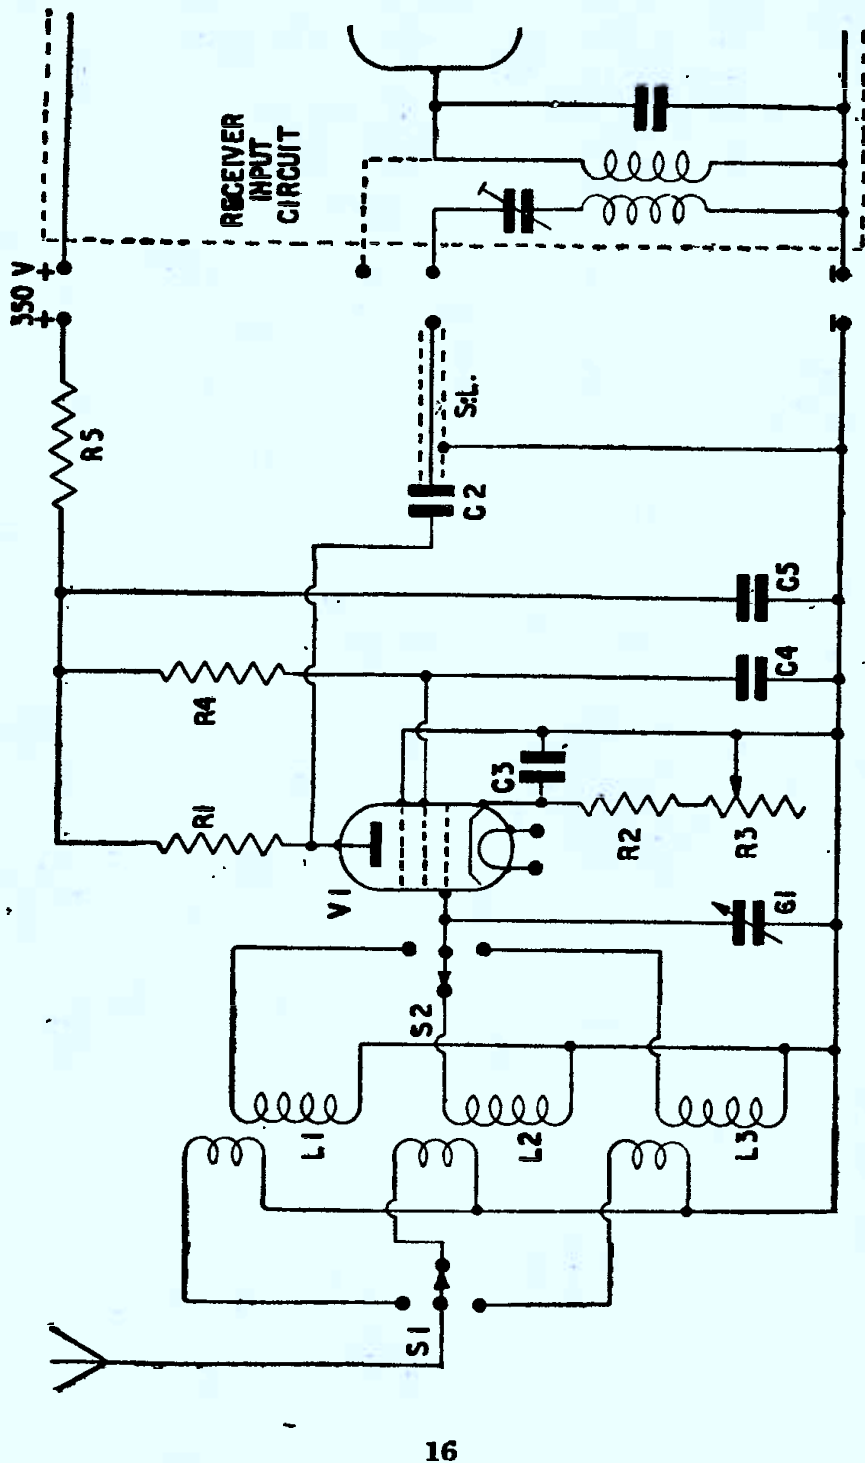 350 V
+
+
RECEIVER
INPUT
CIRCUIT
R5
S.L.
C2
C5
C4
R4
C3
R1
R2
R3
V1
C1
S2
L1
L2
L3
S1
16